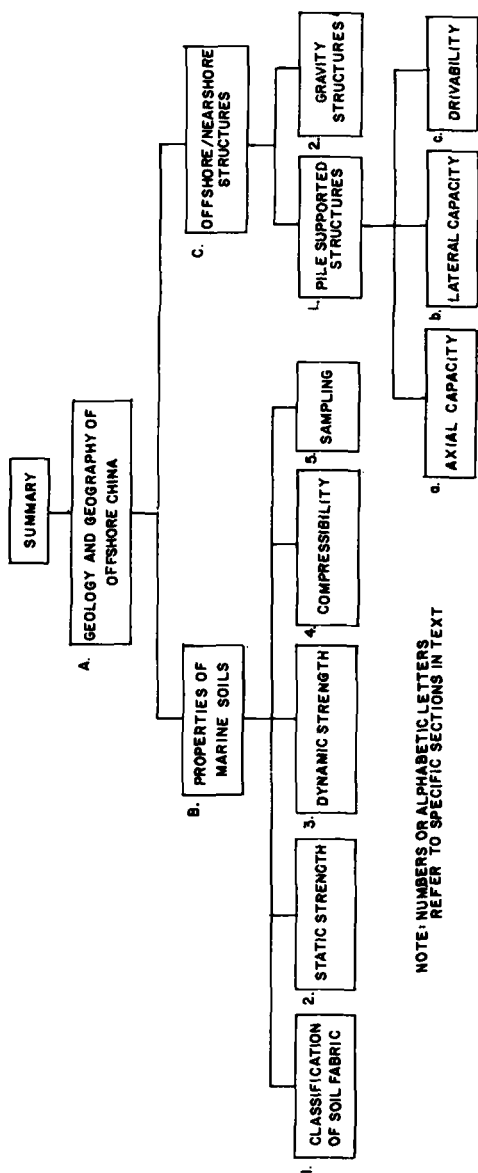 SUMMARY
A.
GEOLOGY AND GEOGRAPHY OF
OFFSHORE CHINA
B.
PROPERTIES OF
MARINE SOILS
C.
OFFSHORE/NEARSHORE
STRUCTURES
1.
CLASSIFICATION
OF SOIL FABRIC
2.
STATIC STRENGTH
3.
DYNAMIC STRENGTH
4.
COMPRESSIBILITY
5.
SAMPLING
1.
PILE SUPPORTED
STRUCTURES
2.
GRAVITY
STRUCTURES
a.
AXIAL CAPACITY
b.
LATERAL CAPACITY
c.
DRIVABILITY
NOTE: NUMBERS OR ALPHABETIC LETTERS
REFER TO SPECIFIC SECTIONS IN TEXT